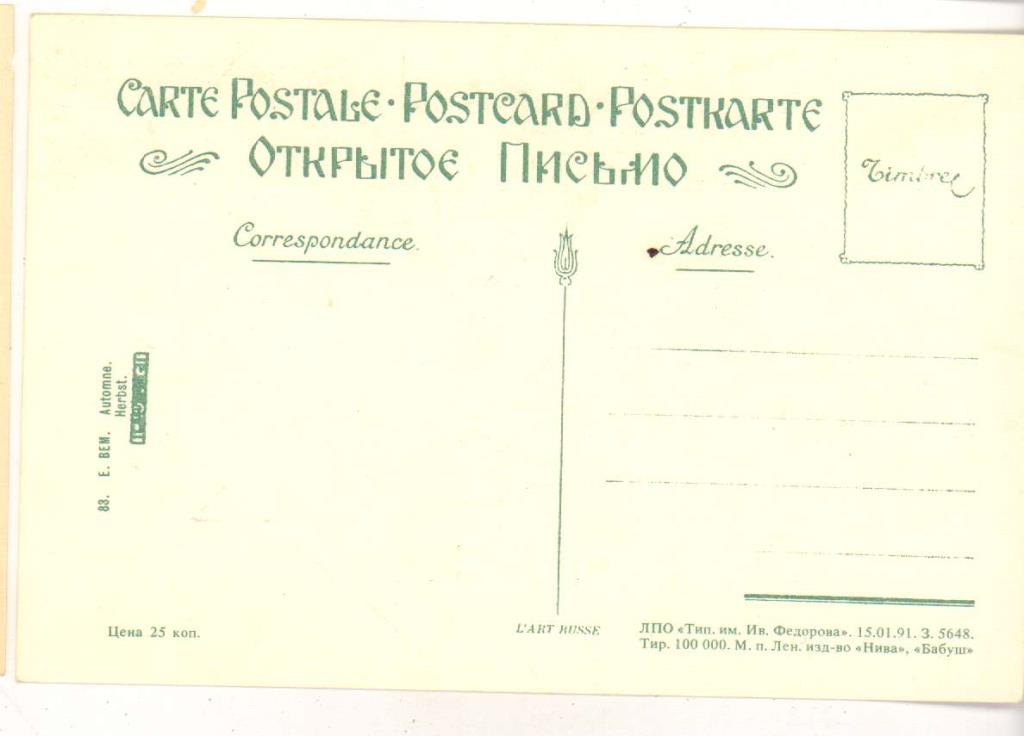 CARTE POSTALE · POSTCARD · POSTKARTE
ОТКРЫТОЕ ПИСЬМО
Timbre
Correspondance.
Adresse.
83. E. BEM. Automne.
Herbst.
Цена 25 коп.
L'ART RUSSE
ЛПО «Тип. им. Ив. Федорова». 15.01.91. З. 5648.
Тир. 100 000. М. п. Лен. изд-во «Нива», «Бабуш»